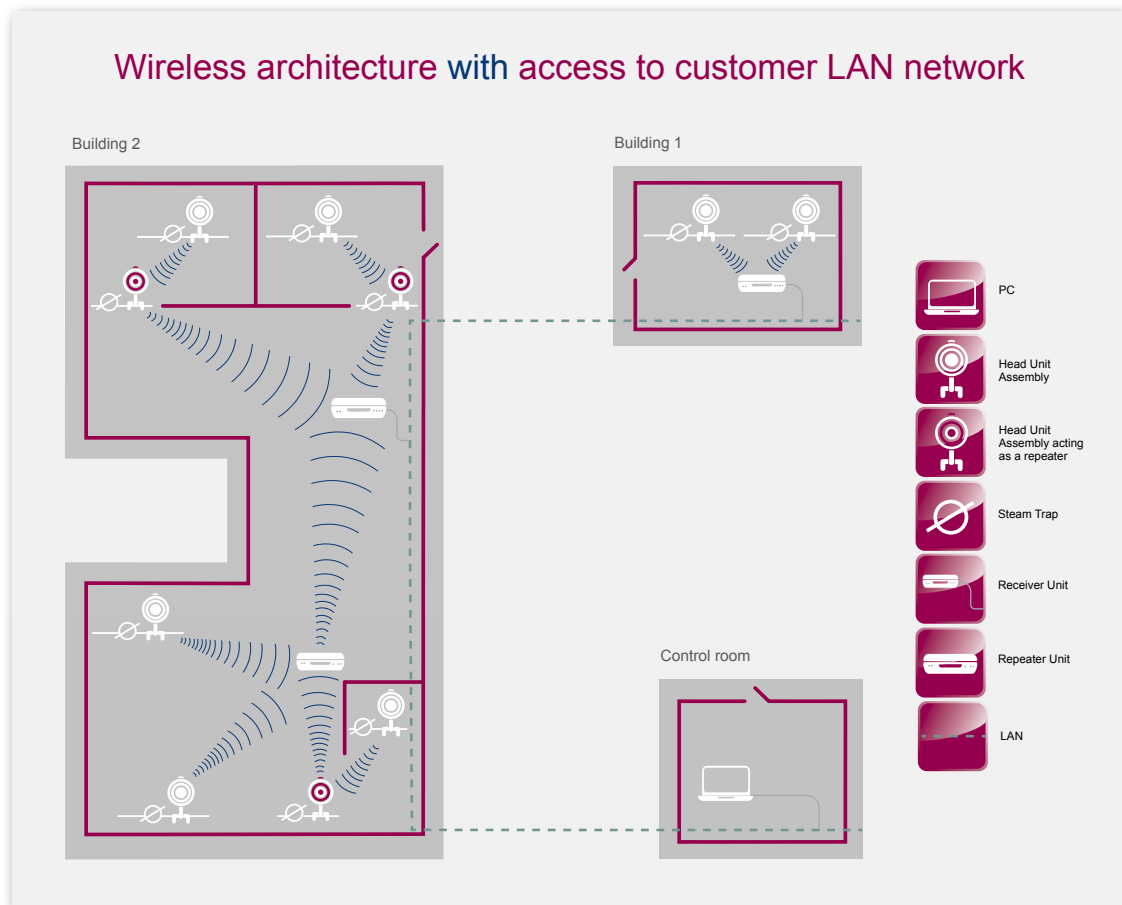 Wireless architecture with access to customer LAN network
Building 2
Building 1
PC
Head Unit
Assembly
Head Unit
Assembly acting
as a repeater
Steam Trap
Receiver Unit
Control room
Repeater Unit
LAN